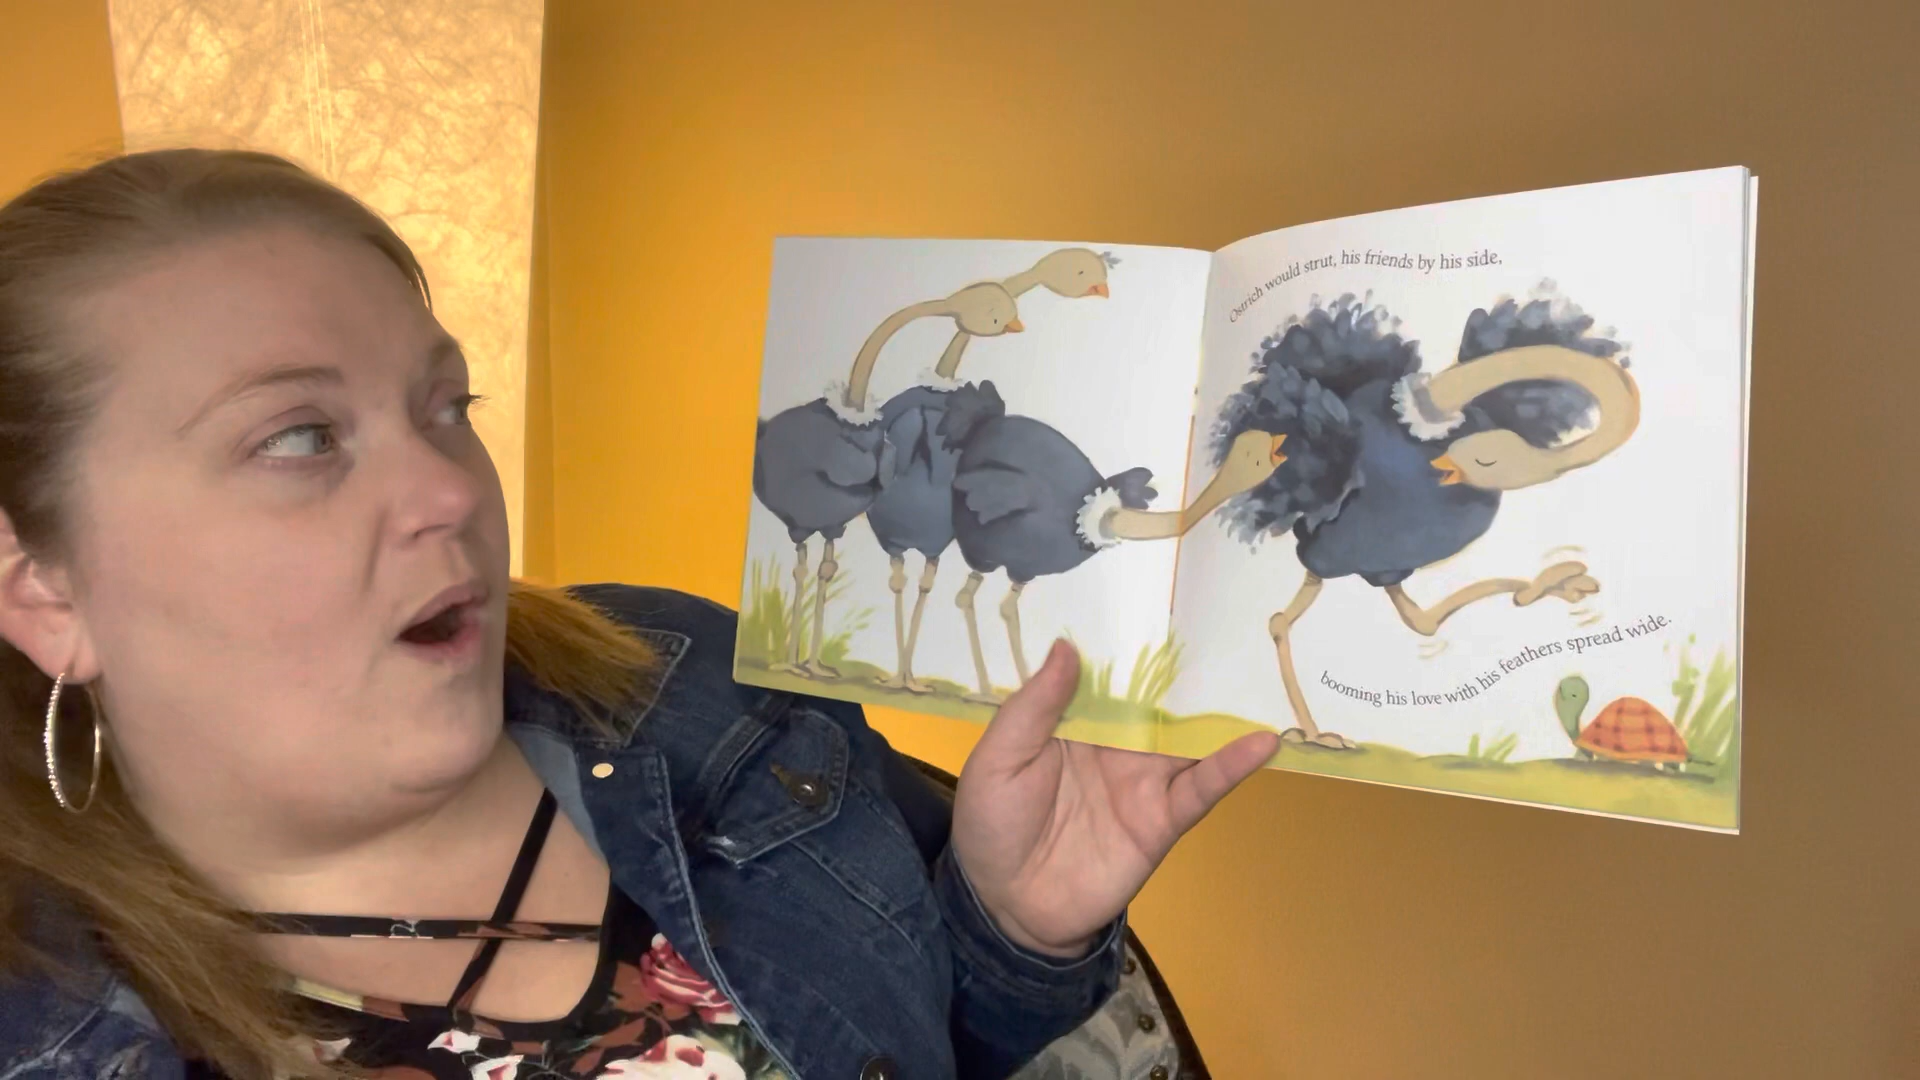 Ostrich would strut, his friends by his side,
booming his love with his feathers spread wide.